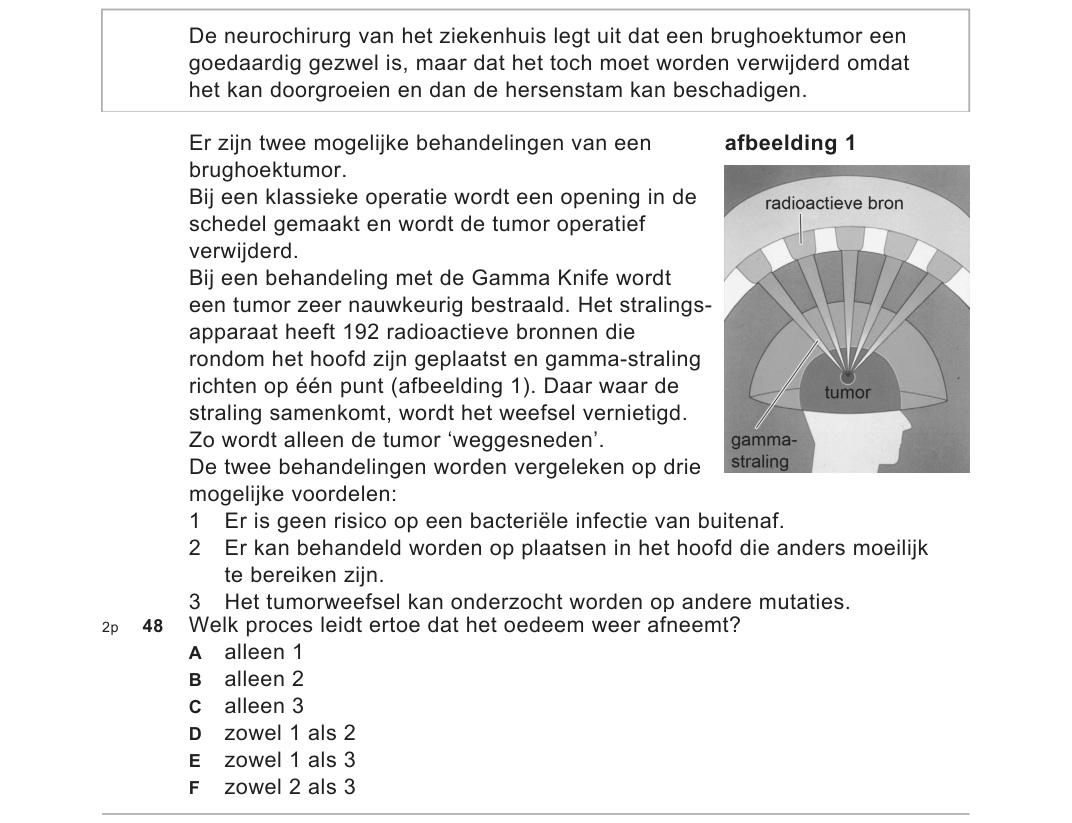 De neurochirurg van het ziekenhuis legt uit dat een brughoektumor een
goedaardig gezwel is, maar dat het toch moet worden verwijderd omdat
het kan doorgroeien en dan de hersenstam kan beschadigen.
Er zijn twee mogelijke behandelingen van een
brughoektumor.
Bij een klassieke operatie wordt een opening in de
schedel gemaakt en wordt de tumor operatief
verwijderd.
Bij een behandeling met de Gamma Knife wordt
een tumor zeer nauwkeurig bestraald. Het stralings-
apparaat heeft 192 radioactieve bronnen die
rondom het hoofd zijn geplaatst en gamma-straling
richten op één punt (afbeelding 1). Daar waar de
straling samenkomt, wordt het weefsel vernietigd.
Zo wordt alleen de tumor ‘weggesneden’.
De twee behandelingen worden vergeleken op drie
mogelijke voordelen:
afbeelding 1
radioactieve bron
tumor
gamma-
straling
1 Er is geen risico op een bacteriële infectie van buitenaf.
2 Er kan behandeld worden op plaatsen in het hoofd die anders moeilijk
te bereiken zijn.
3 Het tumorweefsel kan onderzocht worden op andere mutaties.
2p 48 Welk proces leidt ertoe dat het oedeem weer afneemt?
A alleen 1
B alleen 2
C alleen 3
D zowel 1 als 2
E zowel 1 als 3
F zowel 2 als 3